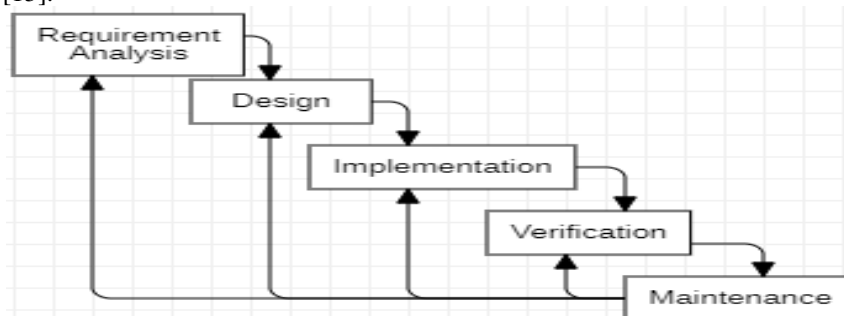 Requirement
Analysis
Design
Implementation
Verification
Maintenance